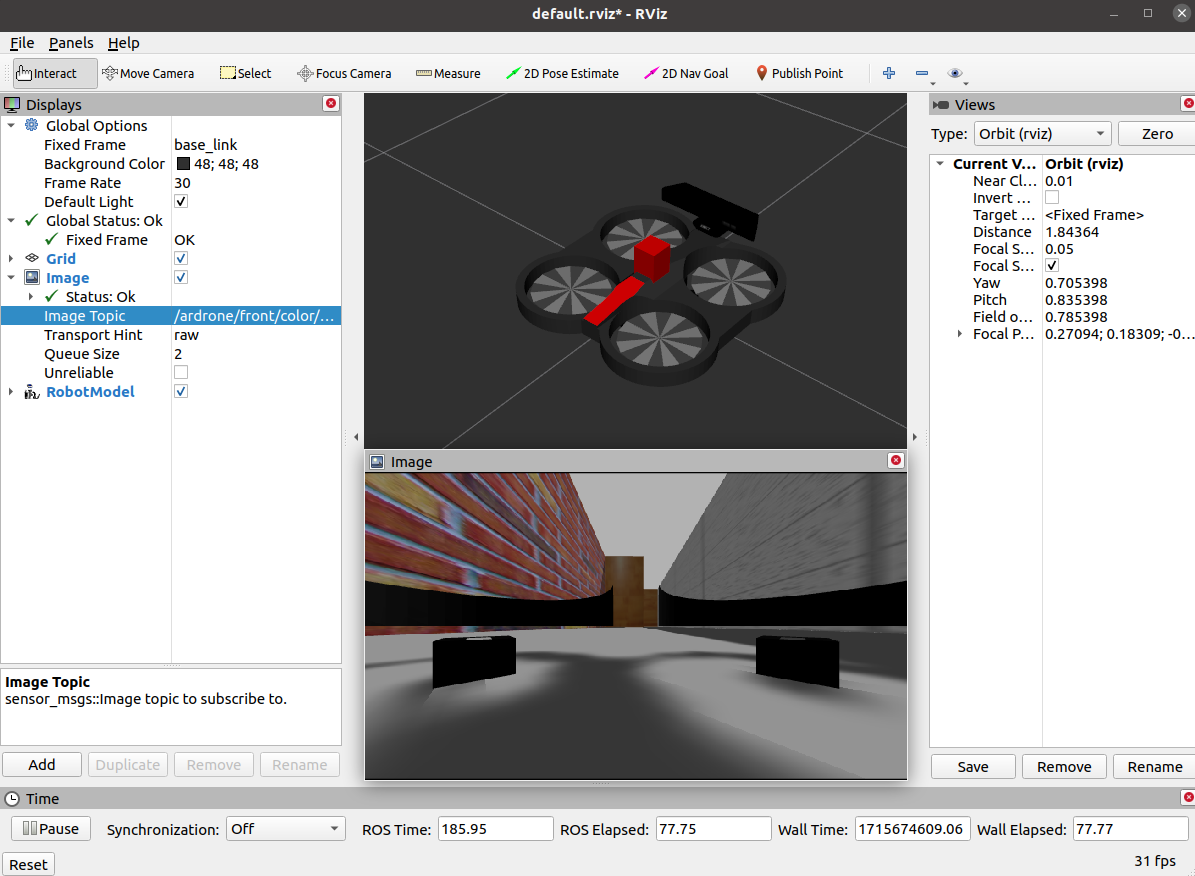 default.rviz* - RViz
File Panels Help
Interact Move Camera Select Focus Camera Measure 2D Pose Estimate 2D Nav Goal Publish Point
Displays
Global Options
Fixed Frame base_link
Background Color 48; 48; 48
Frame Rate 30
Default Light
Global Status: Ok
Fixed Frame OK
Grid
Image
Status: Ok
Image Topic /ardrone/front/color/...
Transport Hint raw
Queue Size 2
Unreliable
RobotModel
Image Topic
sensor_msgs::Image topic to subscribe to.
Add Duplicate Remove Rename
Image
Views
Type: Orbit (rviz) Zero
Current V... Orbit (rviz)
Near Cl... 0.01
Invert ...
Target ... <Fixed Frame>
Distance 1.84364
Focal S... 0.05
Focal S...
Yaw 0.705398
Pitch 0.835398
Field o... 0.785398
Focal P... 0.27094; 0.18309; -0...
Save Remove Rename
Time
Pause Synchronization: Off ROS Time: 185.95 ROS Elapsed: 77.75 Wall Time: 1715674609.06 Wall Elapsed: 77.77
Reset 31 fps